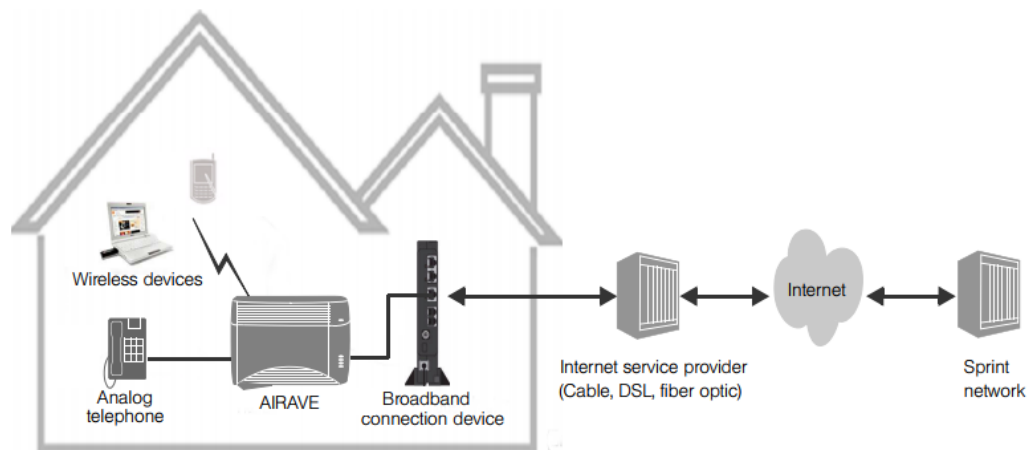 Wireless devices
Analog
telephone
AIRAVE
Broadband
connection device
Internet service provider
(Cable, DSL, fiber optic)
Internet
Sprint
network